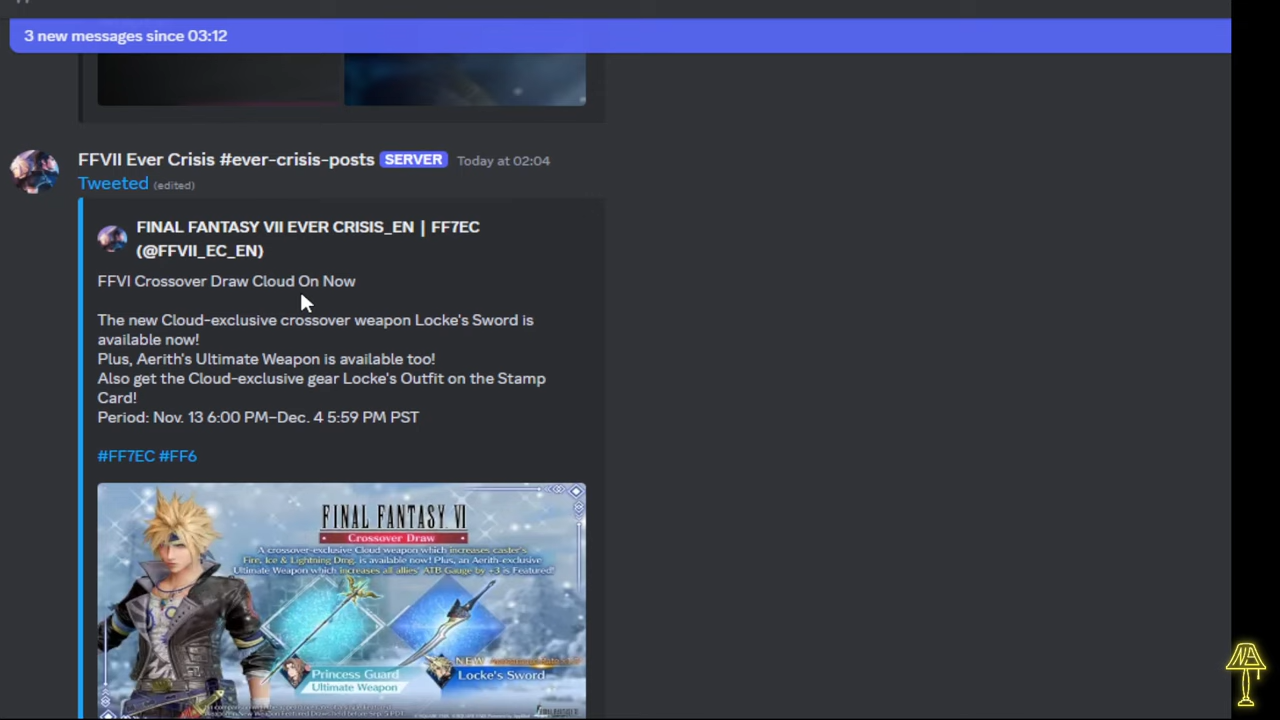 3 new messages since 03:12
FFVII Ever Crisis #ever-crisis-posts SERVER Today at 02:04
Tweeted (edited)
FINAL FANTASY VII EVER CRISIS_EN | FF7EC
(@FFVII_EC_EN)
FFVI Crossover Draw Cloud On Now
The new Cloud-exclusive crossover weapon Locke's Sword is
available now!
Plus, Aerith's Ultimate Weapon is available too!
Also get the Cloud-exclusive gear Locke's Outfit on the Stamp
Card!
Period: Nov. 13 6:00 PM–Dec. 4 5:59 PM PST
#FF7EC #FF6
FINAL FANTASY VI
Crossover Draw
A crossover-exclusive Cloud weapon which increases caster's
Fire, Ice & Lightning Dmg. is available now! Plus, an Aerith-exclusive
Ultimate Weapon which increases all allies' ATB Gauge by +3 is Featured!
Princess Guard
Ultimate Weapon
NEW
Locke's Sword